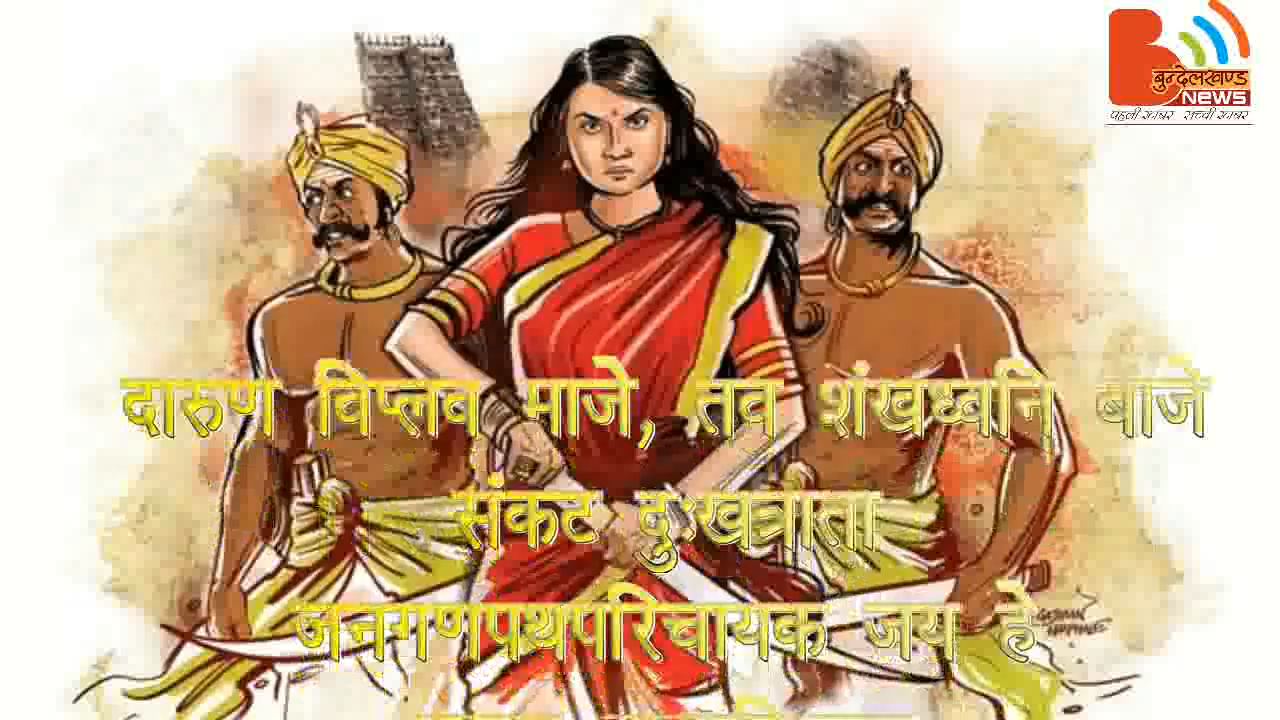 बुन्देलखण्ड
NEWS
पहली खबर सच्ची खबर
दारुण विप्लव माजे, तव शंखध्वनि बाजे
संकट दुःखत्राता
जनगणपथपरिचायक जय हे